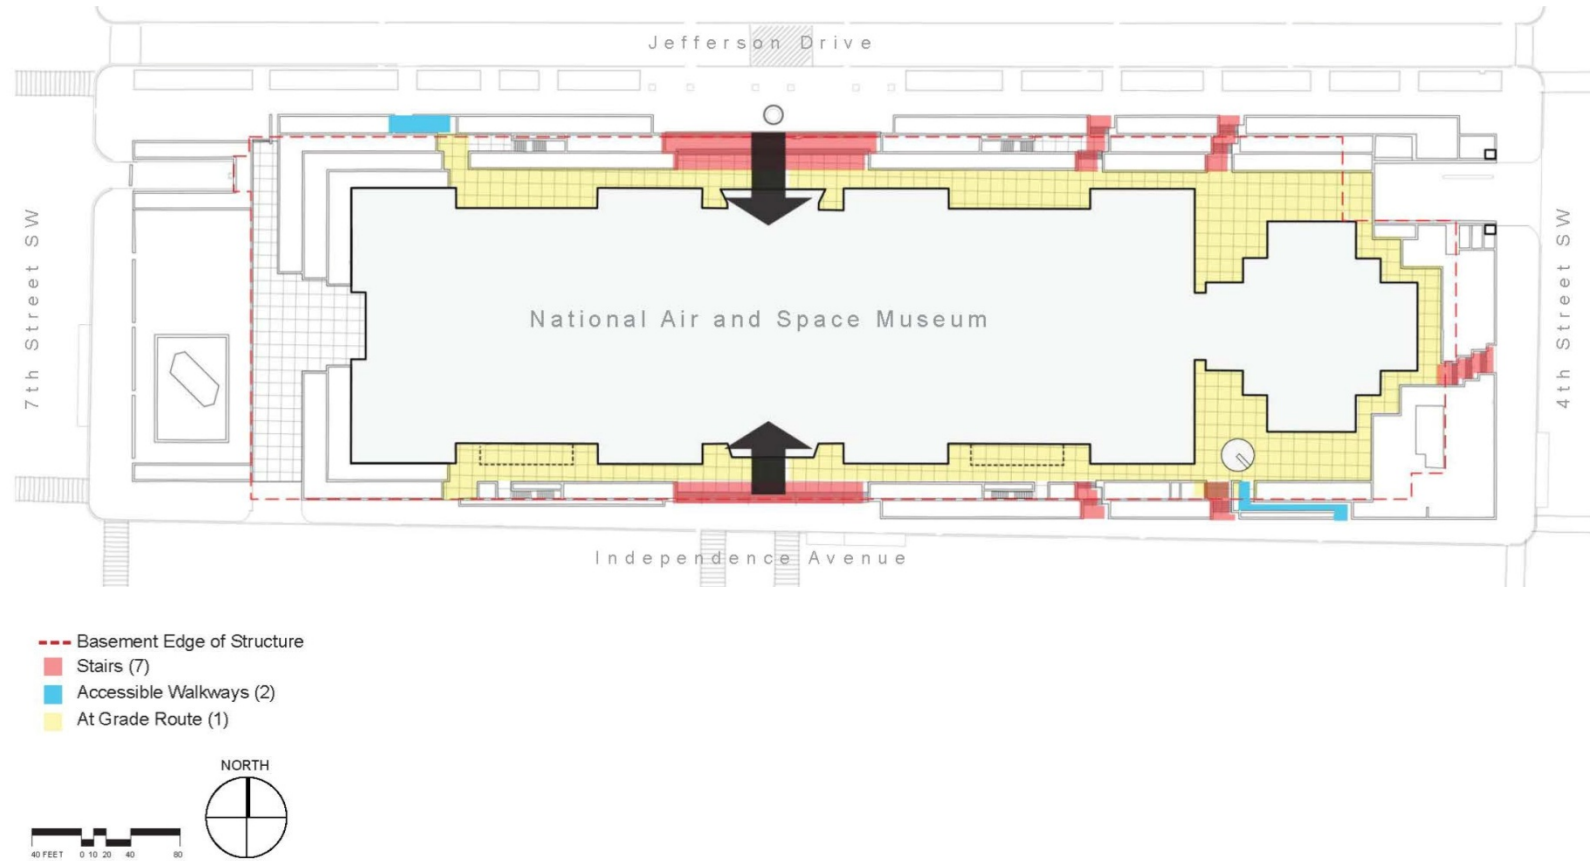 Jefferson Drive
7th Street SW
National Air and Space Museum
4th Street SW
Independence Avenue
Basement Edge of Structure
Stairs (7)
Accessible Walkways (2)
At Grade Route (1)
NORTH
40 FEET 0 10 20 40 80